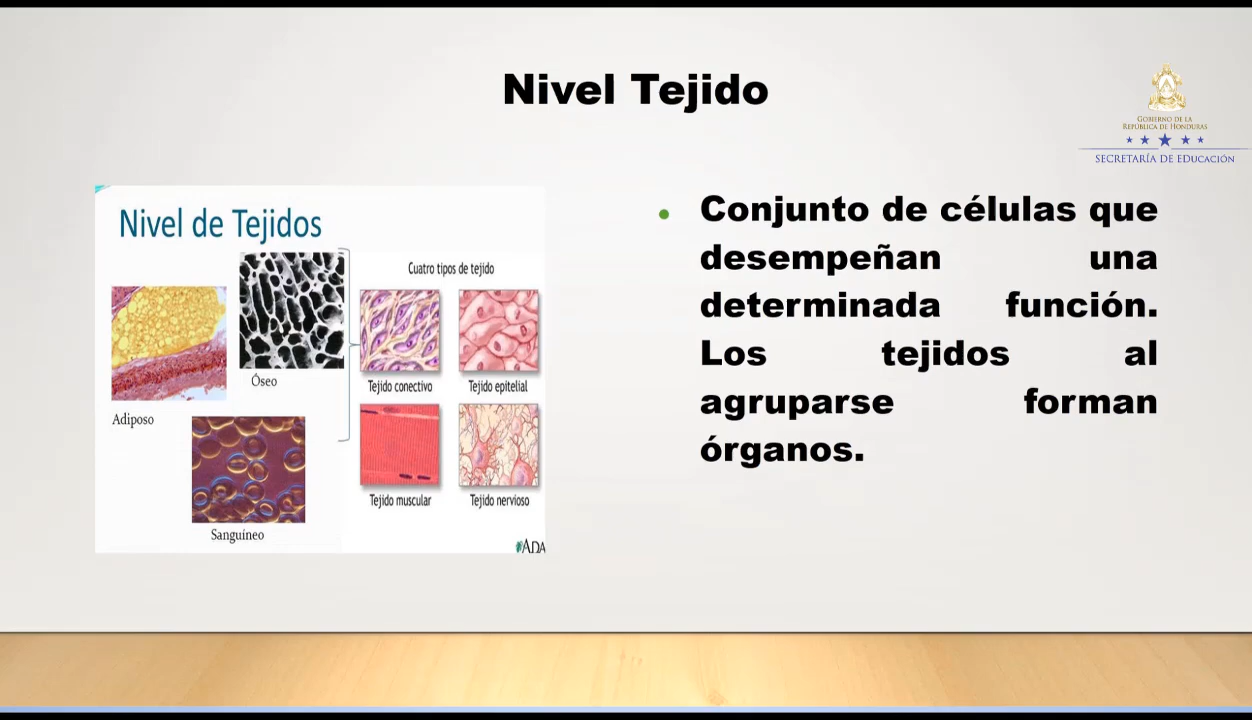 Nivel Tejido
GOBIERNO DE LA
REPÚBLICA DE HONDURAS
SECRETARÍA DE EDUCACIÓN
Nivel de Tejidos
Cuatro tipos de tejido
Óseo
Tejido conectivo
Tejido epitelial
Adiposo
Tejido muscular
Tejido nervioso
Sanguíneo
ADA
Conjunto de células que
desempeñan una
determinada función.
Los tejidos al
agruparse forman
órganos.